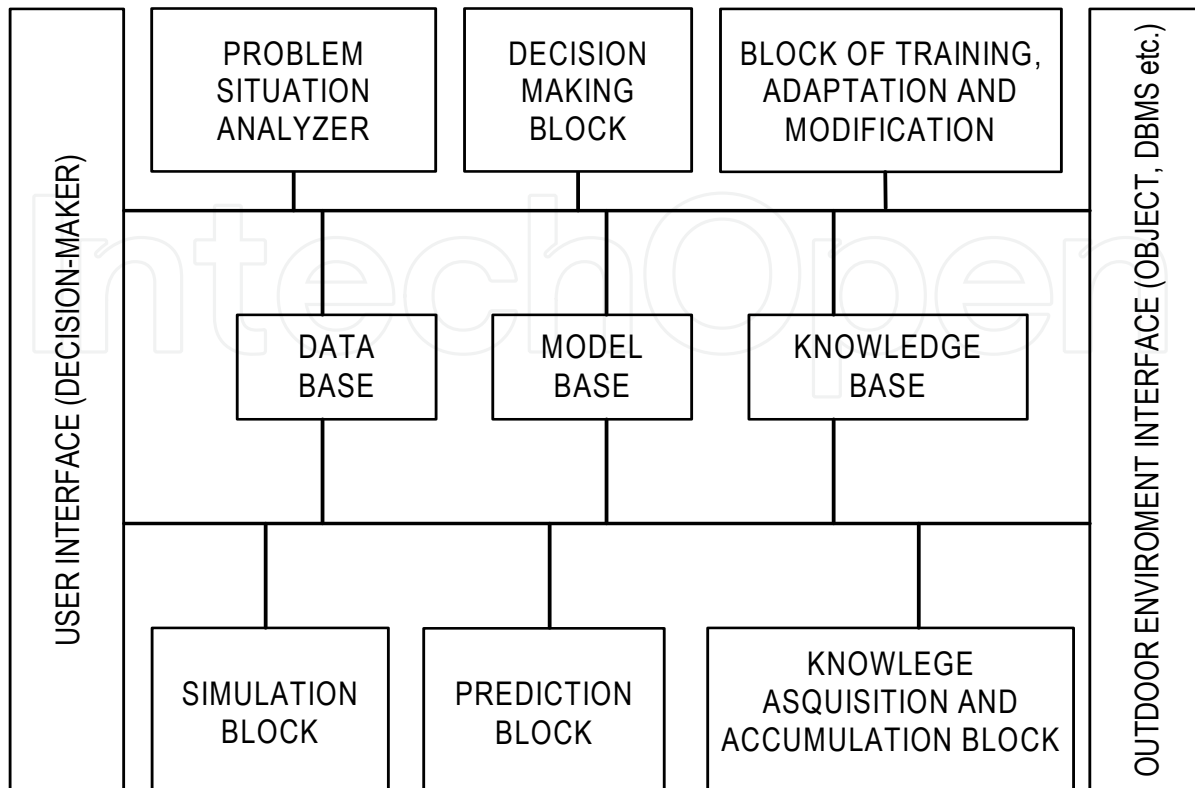 USER INTERFACE (DECISION-MAKER)
PROBLEM
SITUATION
ANALYZER
DECISION
MAKING
BLOCK
BLOCK OF TRAINING,
ADAPTATION AND
MODIFICATION
DATA
BASE
MODEL
BASE
KNOWLEDGE
BASE
SIMULATION
BLOCK
PREDICTION
BLOCK
KNOWLEGE
ASQUISITION AND
ACCUMULATION BLOCK
OUTDOOR ENVIROMENT INTERFACE (OBJECT, DBMS etc.)
IntechOpen